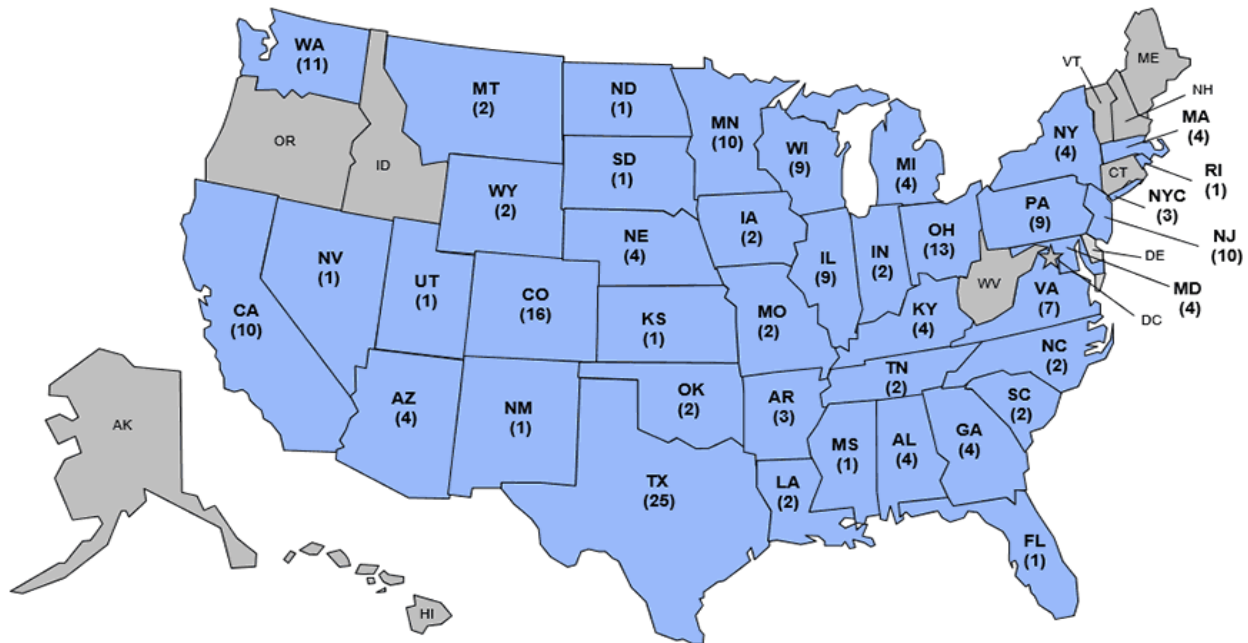 WA
(11)
MT
(2)
ND
(1)
MN
(10)
VT
ME
NH
MA
(4)
OR
ID
SD
(1)
WI
(9)
MI
(4)
NY
(4)
CT
RI
(1)
NYC
(3)
WY
(2)
IA
(2)
PA
(9)
NJ
(10)
NE
(4)
IL
(9)
IN
(2)
OH
(13)
DE
NV
(1)
UT
(1)
CO
(16)
WV
VA
(7)
MD
(4)
DC
CA
(10)
KS
(1)
MO
(2)
KY
(4)
NC
(2)
TN
(2)
AZ
(4)
NM
(1)
OK
(2)
AR
(3)
SC
(2)
AK
MS
(1)
AL
(4)
GA
(4)
TX
(25)
LA
(2)
FL
(1)
HI